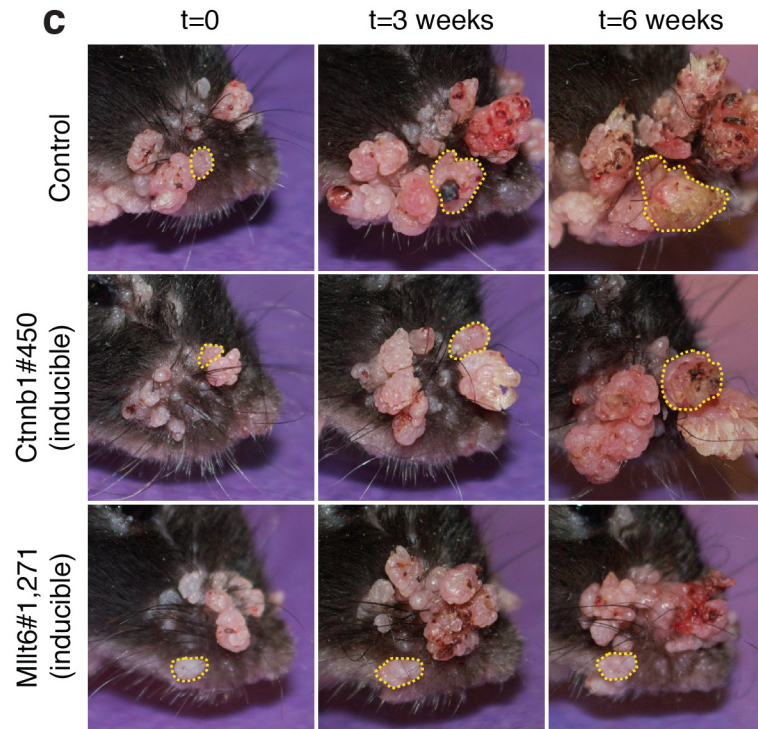 c
t=0
t=3 weeks
t=6 weeks
Control
Ctnnb1#450
(inducible)
Mllt6#1,271
(inducible)